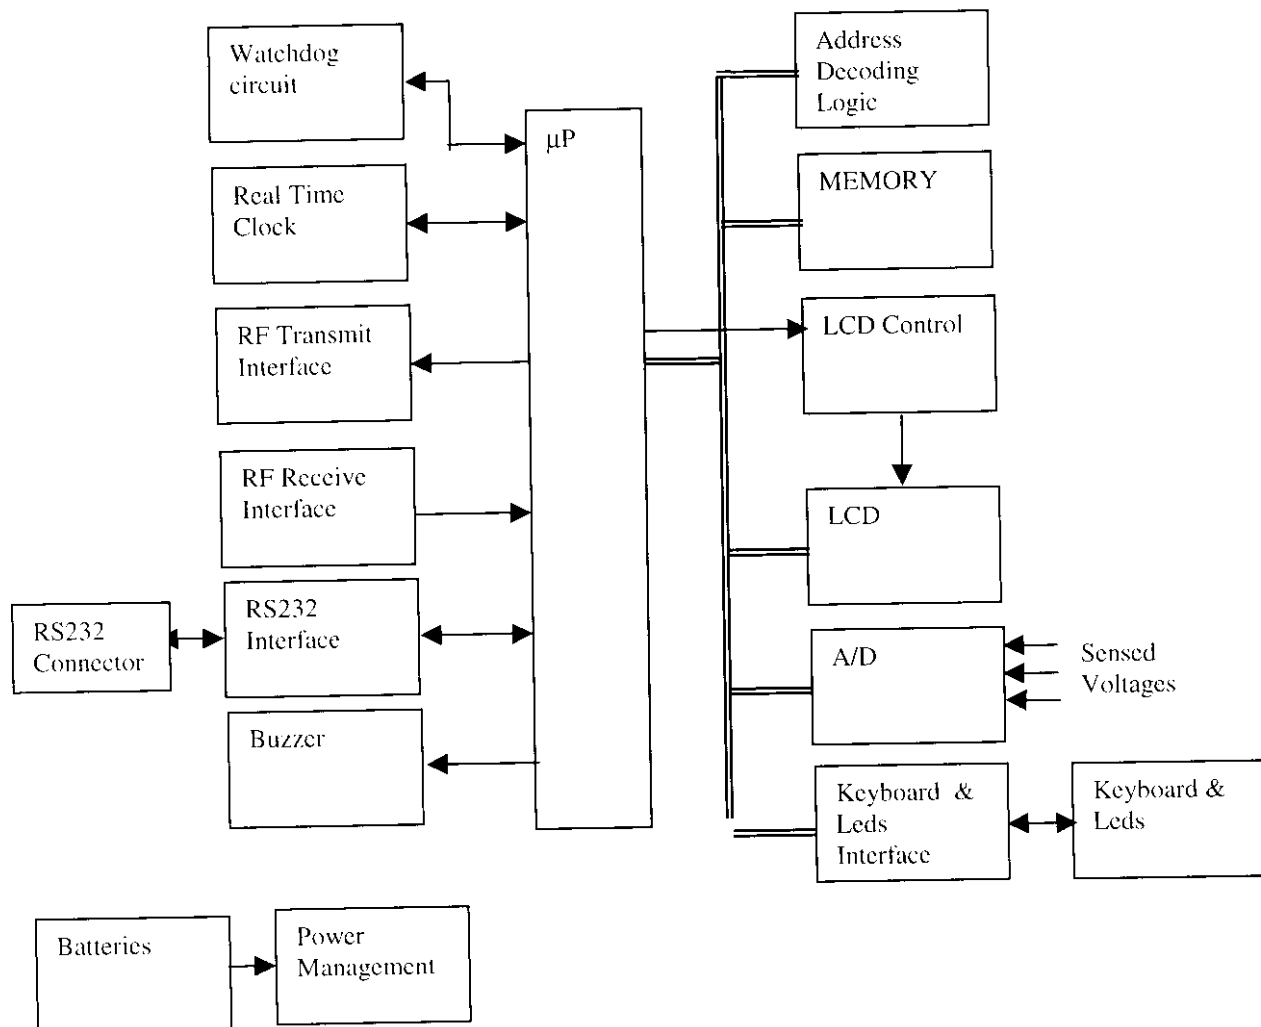 Watchdog
circuit
Real Time
Clock
RF Transmit
Interface
RF Receive
Interface
RS232
Connector
RS232
Interface
Buzzer
μP
Address
Decoding
Logic
MEMORY
LCD Control
LCD
A/D
Sensed
Voltages
Keyboard &
Leds
Interface
Keyboard &
Leds
Batteries
Power
Management